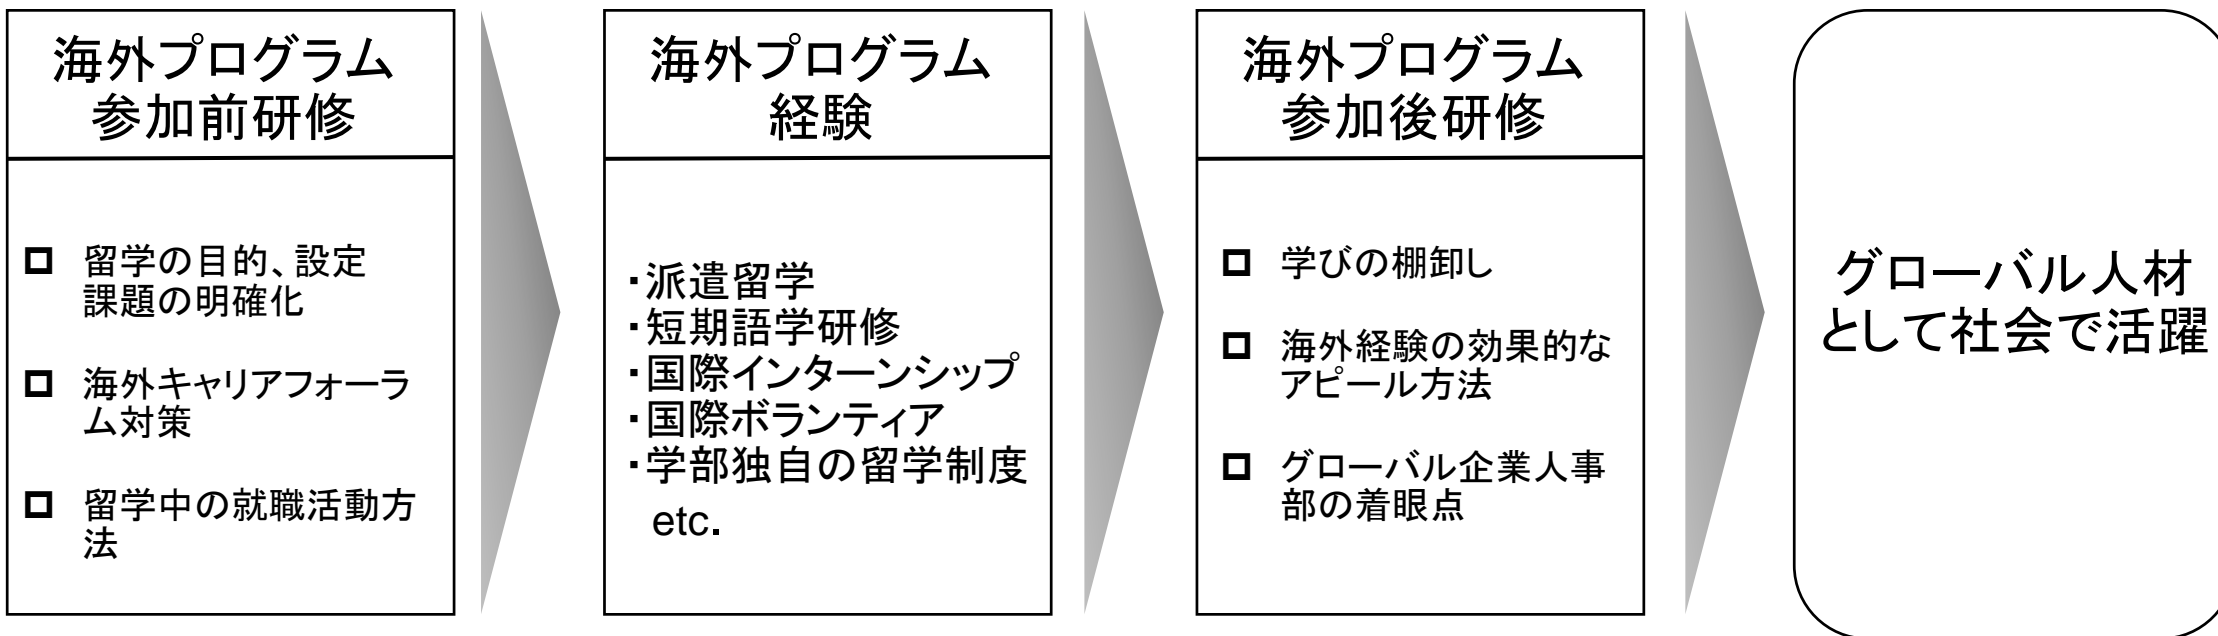 海外プログラム
参加前研修
留学の目的、設定
課題の明確化
海外キャリアフォーラ
ム対策
留学中の就職活動方
法
海外プログラム
経験
・派遣留学
・短期語学研修
・国際インターンシップ
・国際ボランティア
・学部独自の留学制度
etc.
海外プログラム
参加後研修
学びの棚卸し
海外経験の効果的な
アピール方法
グローバル企業人事
部の着眼点
グローバル人材
として社会で活躍